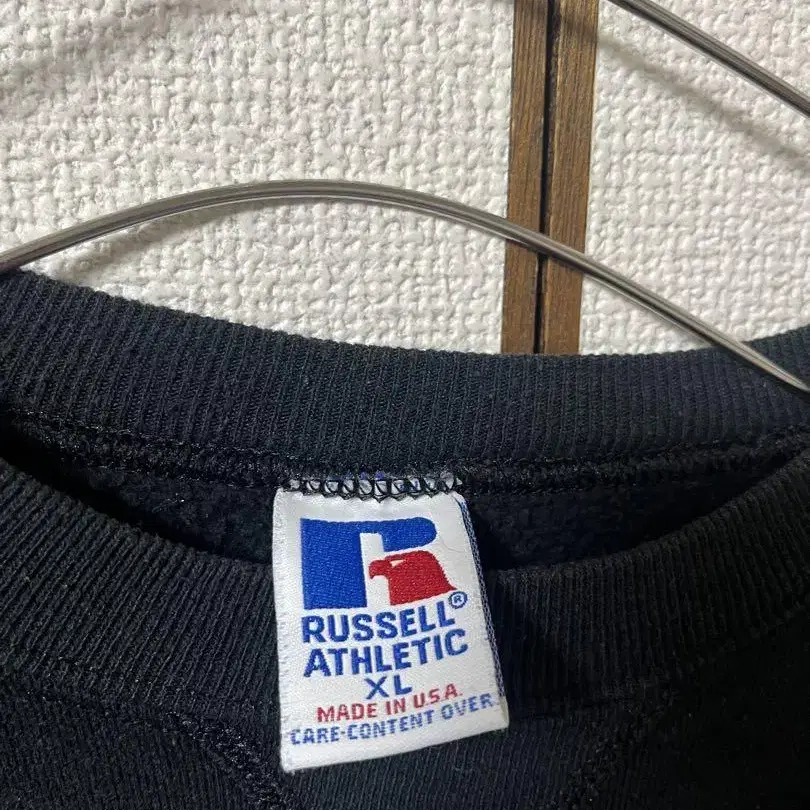 RUSSELL®
ATHLETIC
XL
MADE IN U.S.A.
CARE-CONTENT OVER